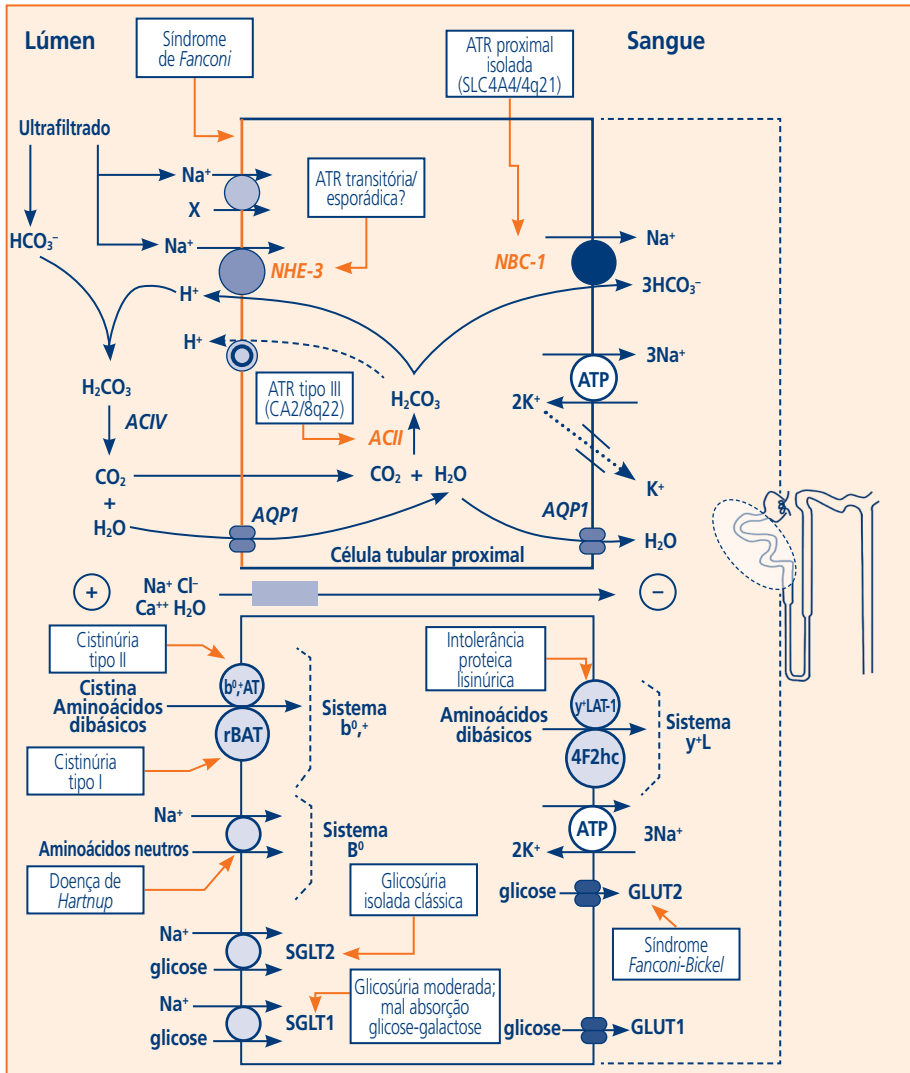 Lúmen
Síndrome
de Fanconi
ATR proximal
isolada
(SLC4A4/4q21)
Sangue
Ultrafiltrado
Na⁺
X
ATR transitória/
esporádica?
HCO₃⁻
Na⁺
NHE-3
NBC-1
Na⁺
3HCO₃⁻
H⁺
H⁺
3Na⁺
ATP
2K⁺
H₂CO₃
ATR tipo III
(CA2/8q22)
H₂CO₃
ACIV
ACII
CO₂
+
H₂O
CO₂ + H₂O
K⁺
AQP1
AQP1
H₂O
Célula tubular proximal
+
Na⁺ Cl⁻
Ca⁺⁺ H₂O
−
Cistinúria
tipo II
b⁰,⁺AT
Cistina
Aminoácidos
dibásicos
rBAT
Sistema
b⁰,⁺
Cistinúria
tipo I
Intolerância
proteica
lisinúrica
y⁺LAT-1
Aminoácidos
dibásicos
4F2hc
Sistema
y⁺L
Na⁺
Aminoácidos neutros
Sistema
B⁰
Doença de
Hartnup
ATP
3Na⁺
2K⁺
Glicosúria
isolada clássica
glicose
GLUT2
Síndrome
Fanconi-Bickel
Na⁺
glicose
SGLT2
Na⁺
glicose
SGLT1
Glicosúria moderada;
mal absorção
glicose-galactose
glicose
GLUT1